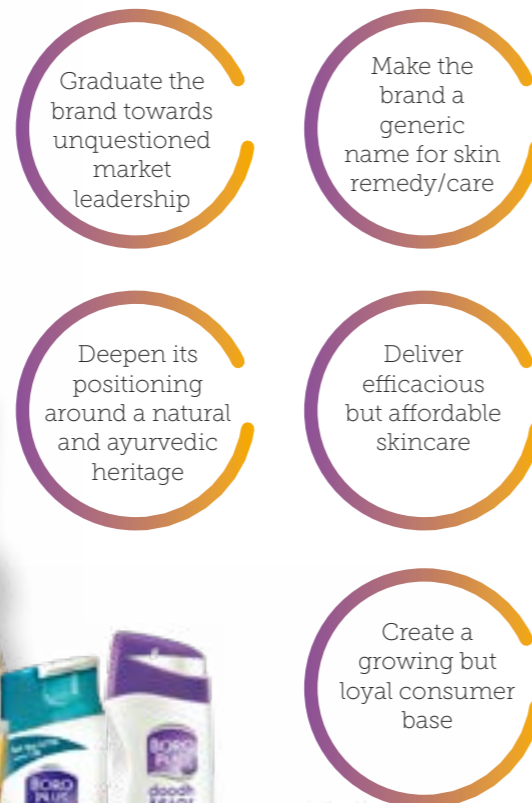 Graduate the
brand towards
unquestioned
market
leadership
Make the
brand a
generic
name for skin
remedy/care
Deepen its
positioning
around a natural
and ayurvedic
heritage
Deliver
efficacious
but affordable
skincare
Create a
growing but
loyal consumer
base
BORO
PLUS
BORO
PLUS
doodh